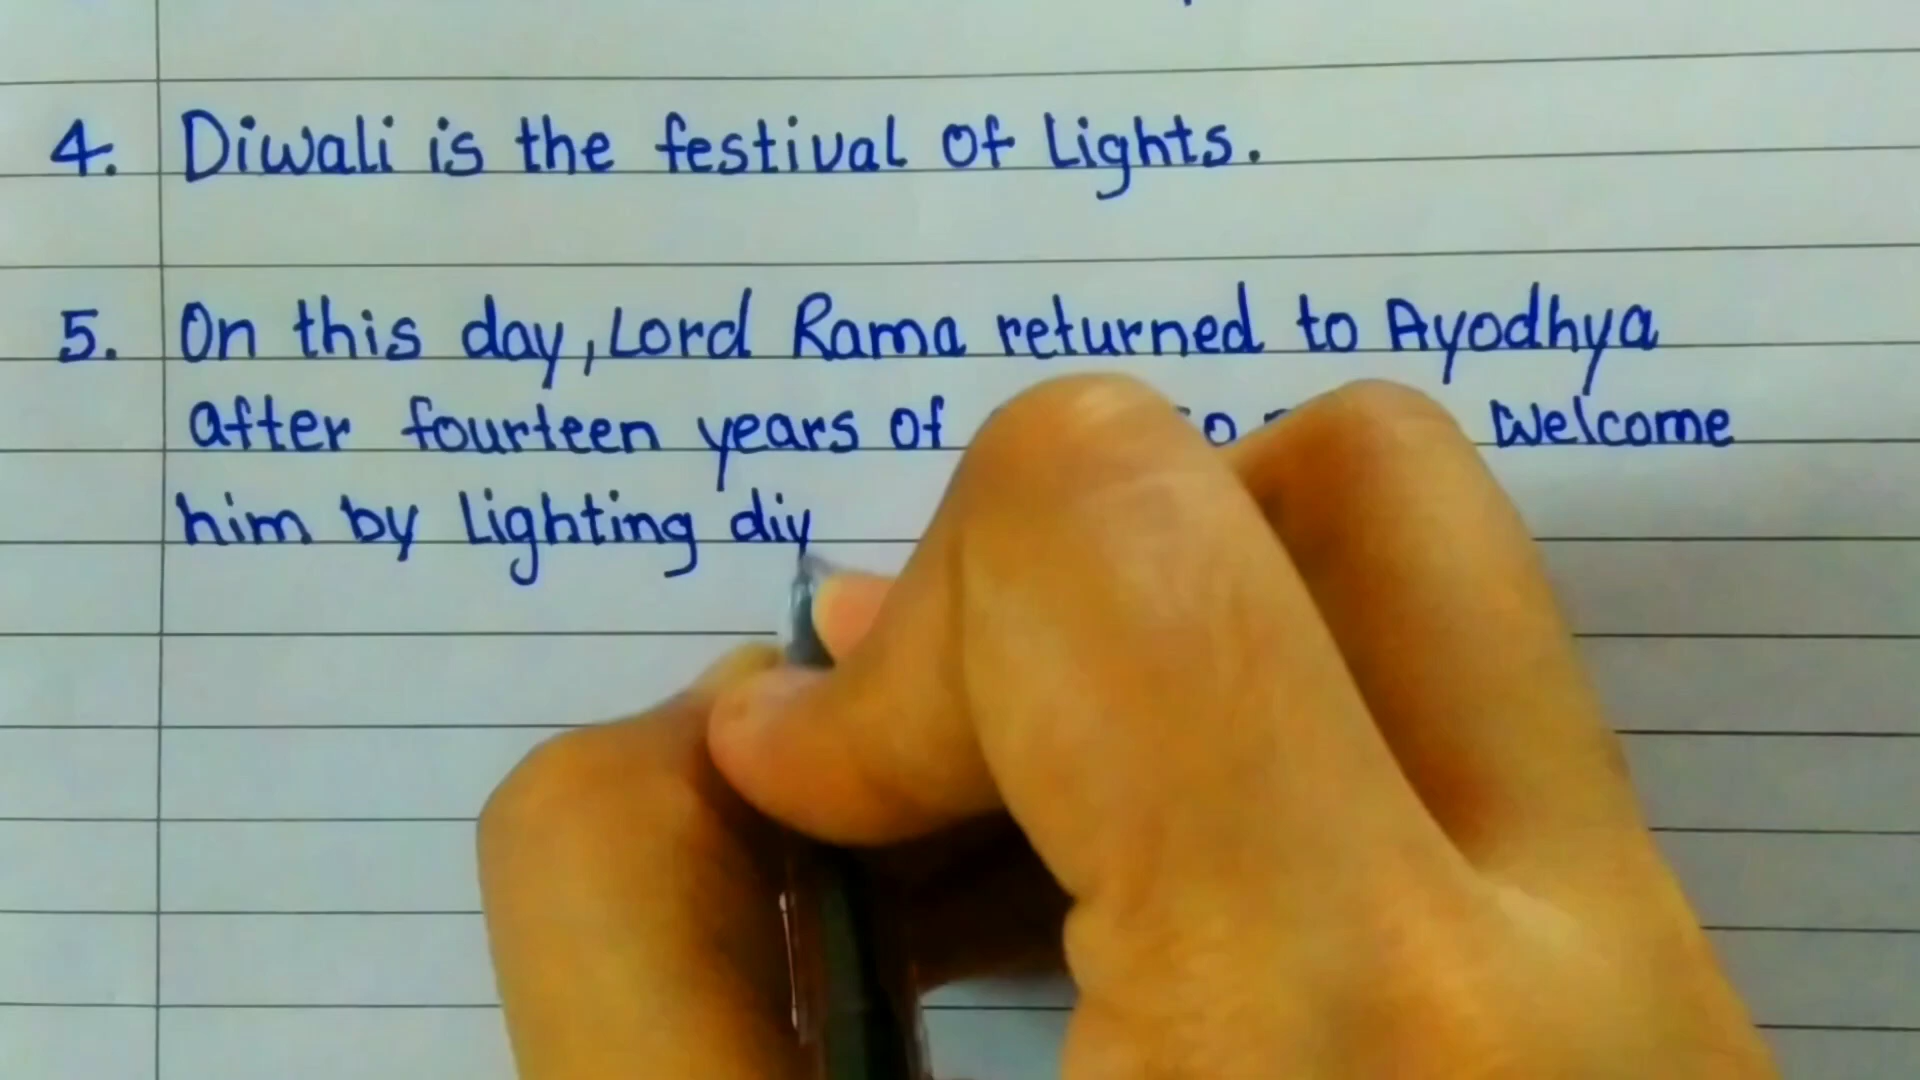 4. Diwali is the festival of Lights.
5. On this day, Lord Rama returned to Ayodhya
after fourteen years of Welcome
him by Lighting diy